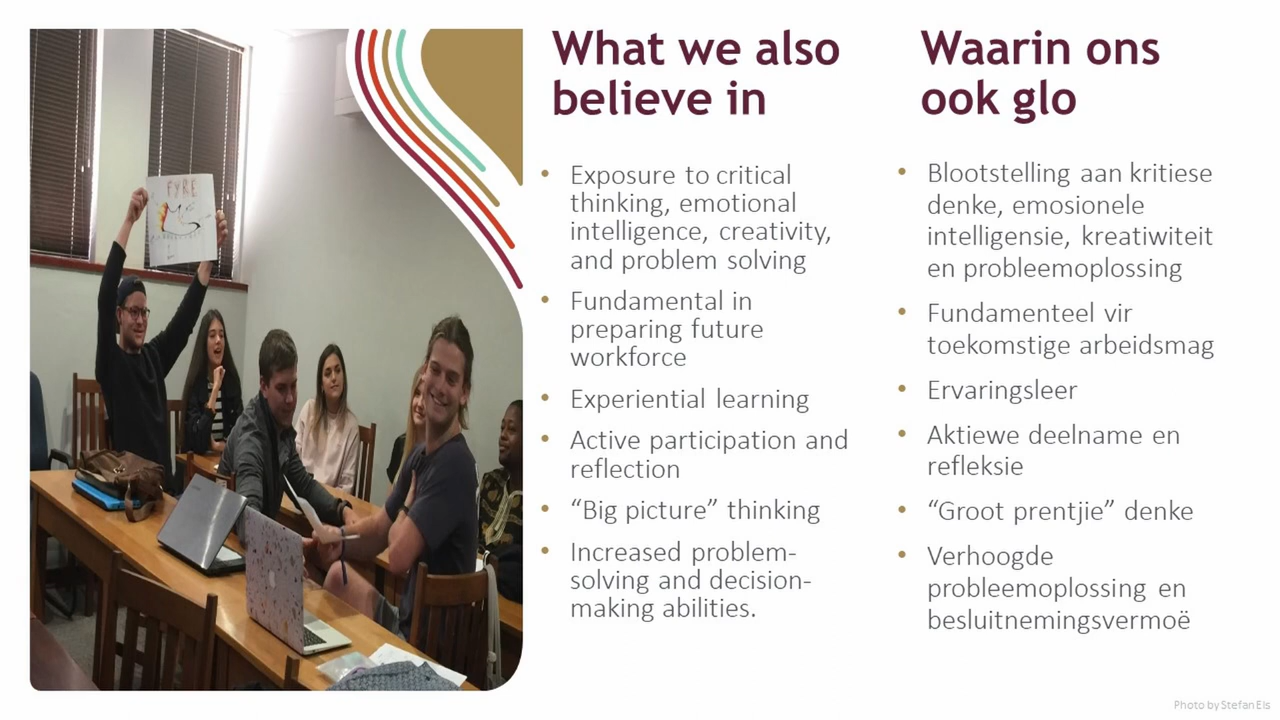 FYRE
What we also
believe in
• Exposure to critical
thinking, emotional
intelligence, creativity,
and problem solving
• Fundamental in
preparing future
workforce
• Experiential learning
• Active participation and
reflection
• “Big picture” thinking
• Increased problem-
solving and decision-
making abilities.
Waarin ons
ook glo
• Blootstelling aan kritiese
denke, emosionele
intelligensie, kreatiwiteit
en probleemoplossing
• Fundamenteel vir
toekomstige arbeidsmag
• Ervaringsleer
• Aktiewe deelname en
refleksie
• “Groot prentjie” denke
• Verhoogde
probleemoplossing en
besluitnemingsvermoë
Photo by Stefan Els